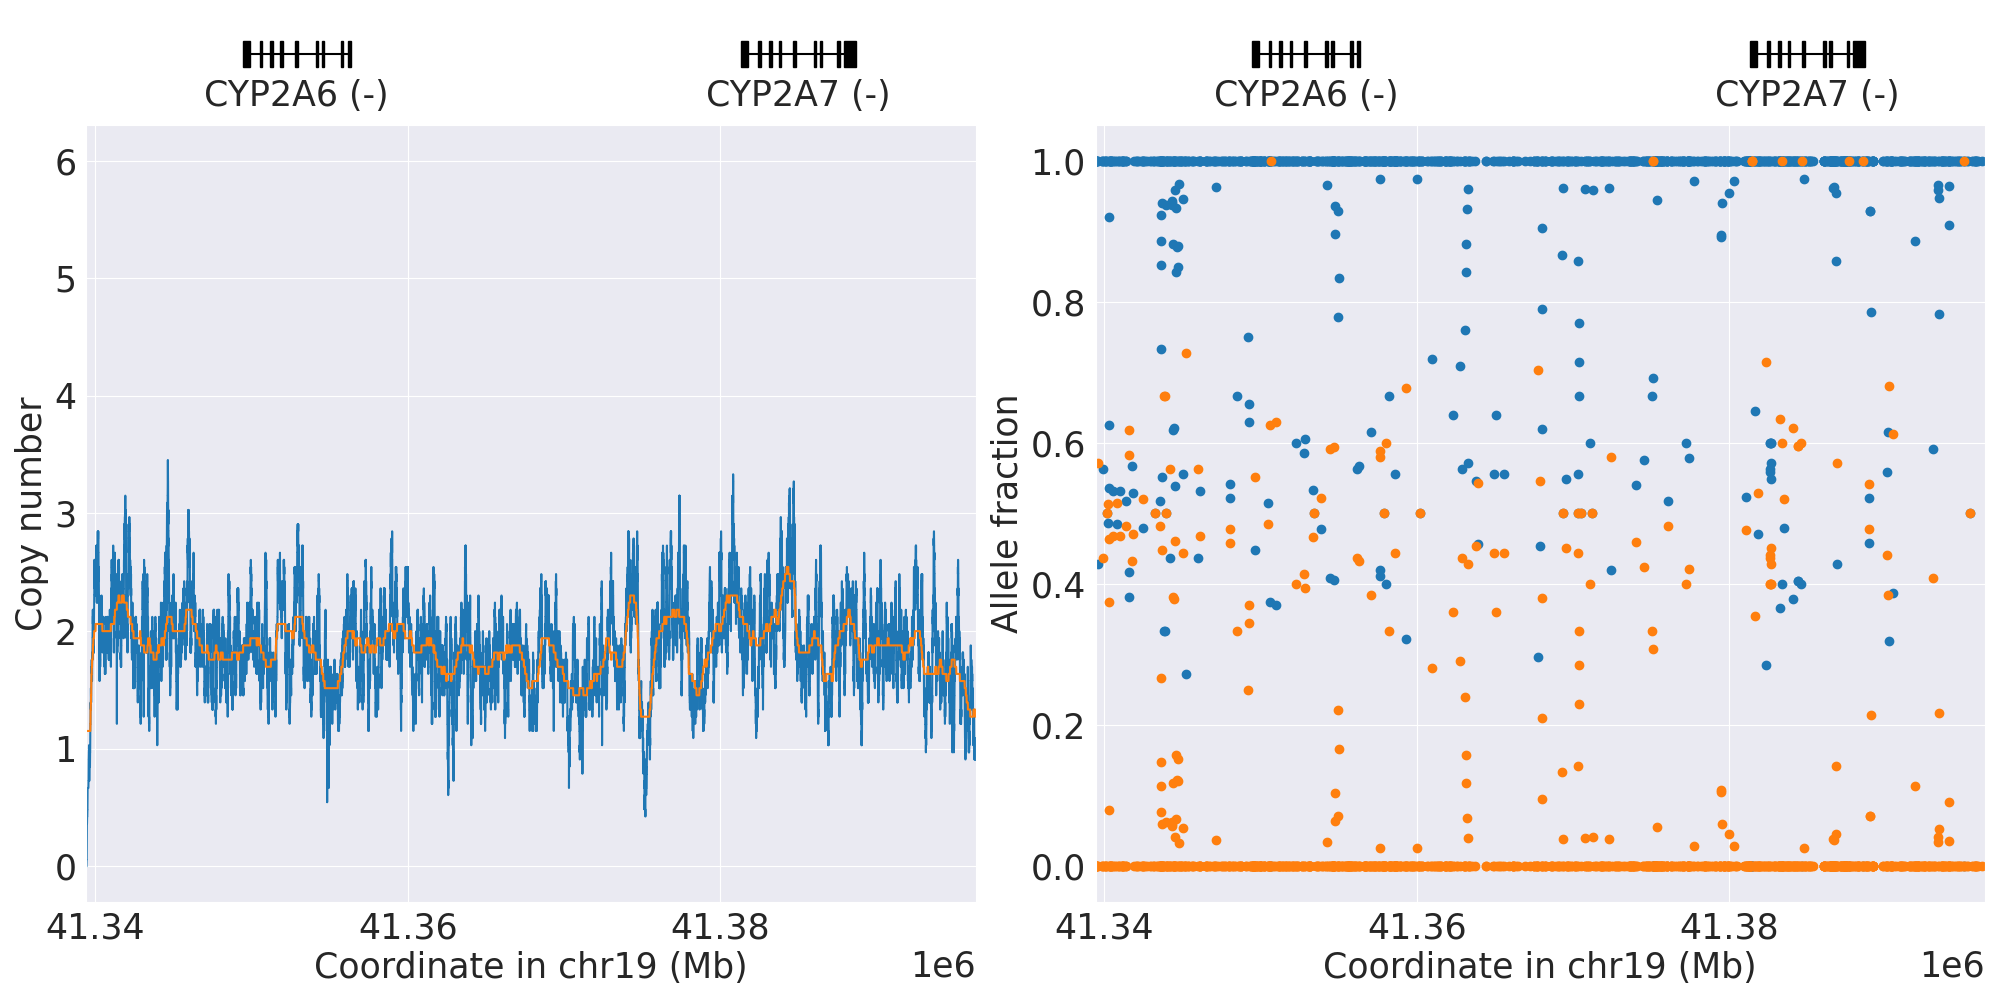 CYP2A6 (-) CYP2A7 (-)
6
5
4
3
2
1
0
Copy number
41.34 41.36 41.38
Coordinate in chr19 (Mb) 1e6
CYP2A6 (-) CYP2A7 (-)
1.0
0.8
0.6
0.4
0.2
0.0
Allele fraction
41.34 41.36 41.38
Coordinate in chr19 (Mb) 1e6